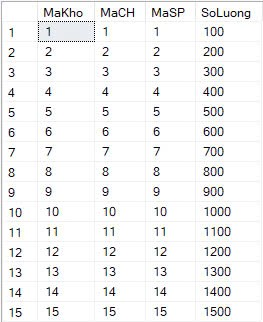 MaKho MaCH MaSP SoLuong
1 1 1 1 100
2 2 2 2 200
3 3 3 3 300
4 4 4 4 400
5 5 5 5 500
6 6 6 6 600
7 7 7 7 700
8 8 8 8 800
9 9 9 9 900
10 10 10 10 1000
11 11 11 11 1100
12 12 12 12 1200
13 13 13 13 1300
14 14 14 14 1400
15 15 15 15 1500